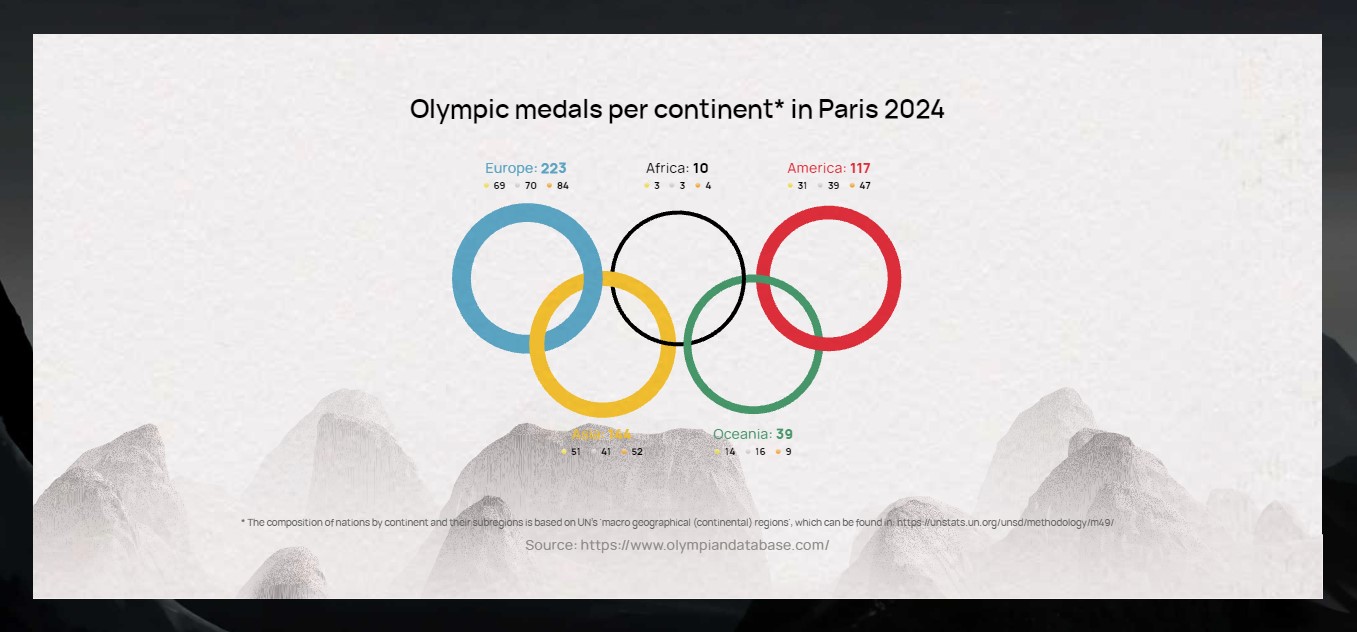 Olympic medals per continent* in Paris 2024
Europe: 223
69 70 84
Africa: 10
3 3 4
America: 117
31 39 47
Asia: 144
51 41 52
Oceania: 39
14 16 9
* The composition of nations by continent and their subregions is based on UN's 'macro geographical (continental) regions', which can be found in: https://unstats.un.org/unsd/methodology/m49/
Source: https://www.olympiandatabase.com/